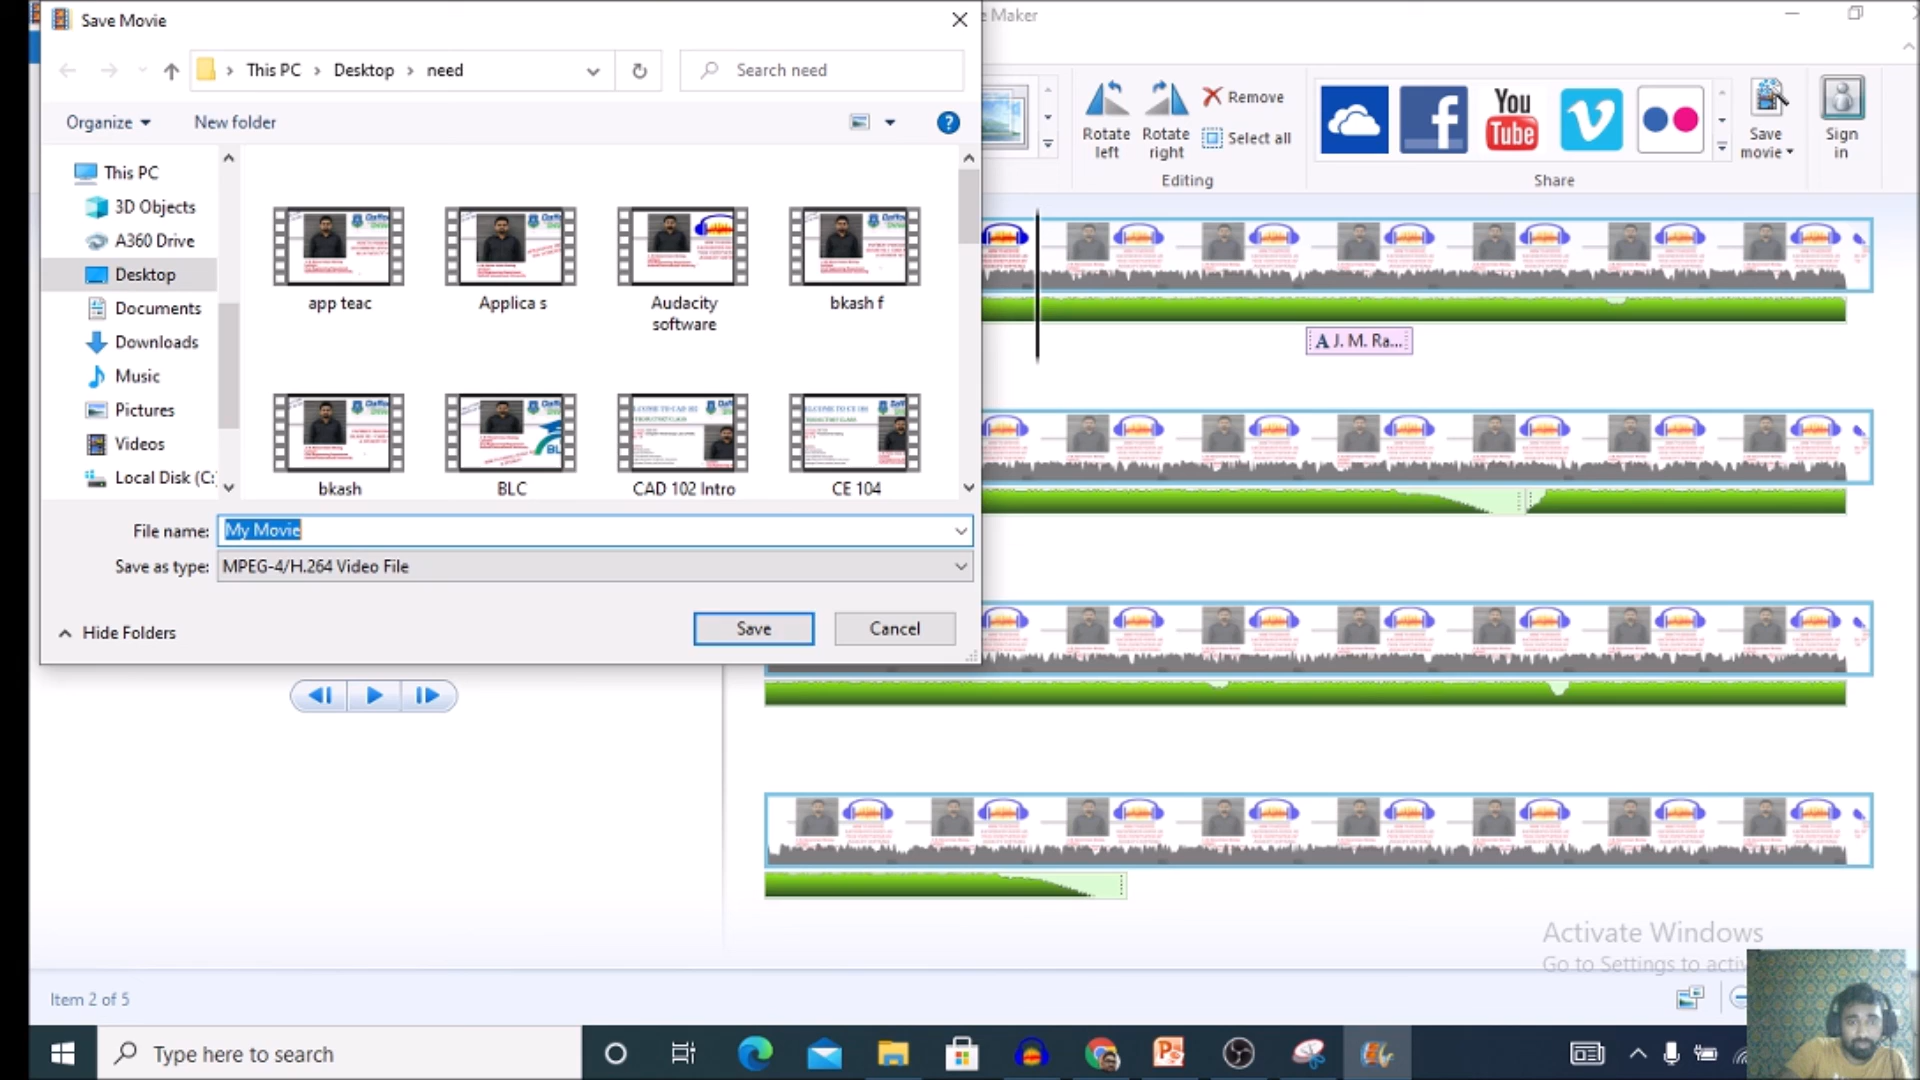 Save Movie
e Maker
This PC > Desktop > need
Search need
Organize
New folder
This PC
3D Objects
A360 Drive
Desktop
Documents
Downloads
Music
Pictures
Videos
Local Disk (C:
app teac
Applica s
Audacity
software
bkash f
bkash
BLC
CAD 102 Intro
CE 104
File name: My Movie
Save as type: MPEG-4/H.264 Video File
Hide Folders
Save
Cancel
Rotate
left
Rotate
right
Remove
Select all
Editing
You
Tube
Share
Save
movie
Sign
in
A J. M. Ra...
Activate Windows
Go to Settings to activ
Item 2 of 5
Type here to search